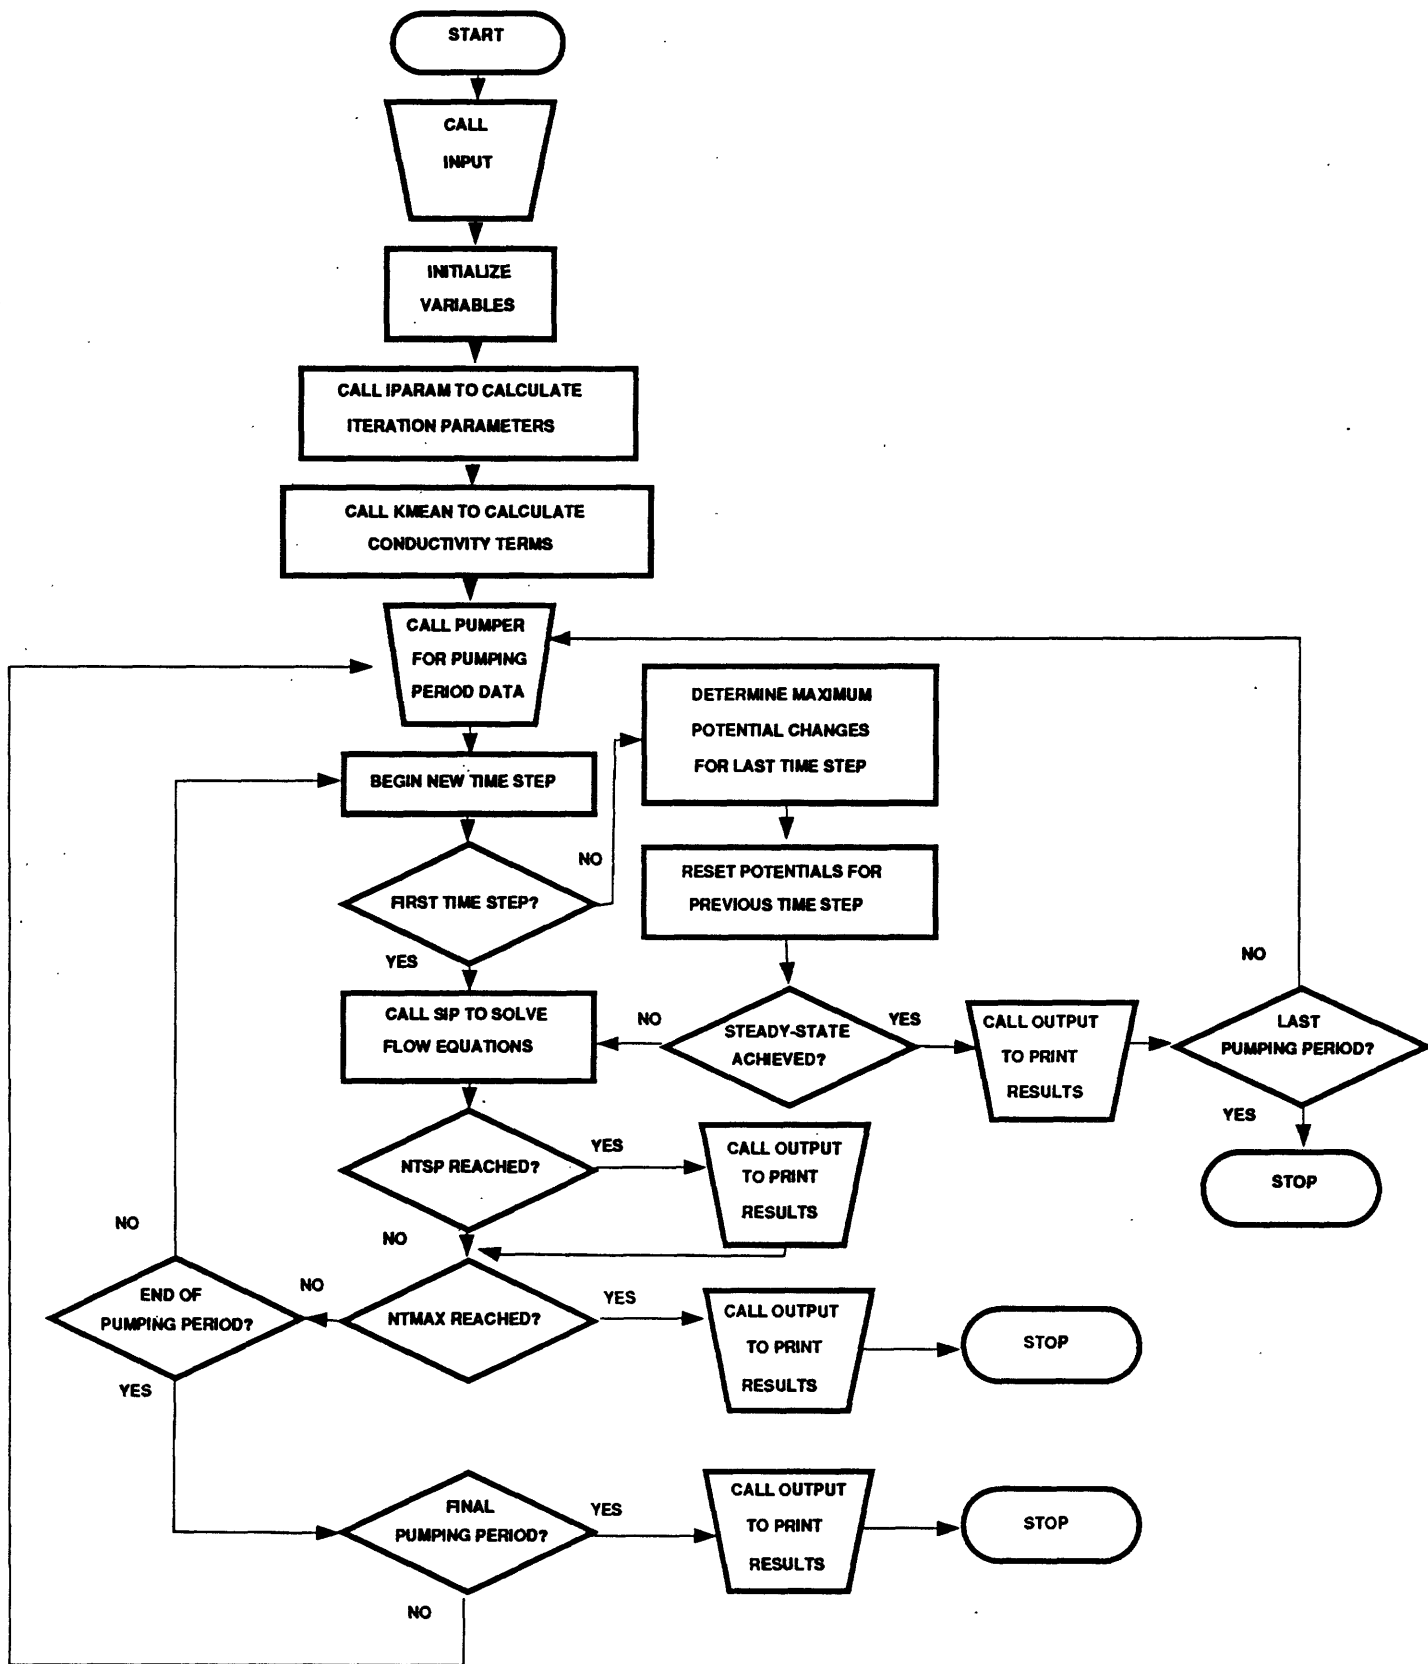 START
CALL
INPUT
INITIALIZE
VARIABLES
CALL IPARAM TO CALCULATE
ITERATION PARAMETERS
CALL KMEAN TO CALCULATE
CONDUCTIVITY TERMS
CALL PUMPER
FOR PUMPING
PERIOD DATA
BEGIN NEW TIME STEP
FIRST TIME STEP?
NO
YES
DETERMINE MAXIMUM
POTENTIAL CHANGES
FOR LAST TIME STEP
RESET POTENTIALS FOR
PREVIOUS TIME STEP
STEADY-STATE
ACHIEVED?
NO
YES
CALL OUTPUT
TO PRINT
RESULTS
LAST
PUMPING PERIOD?
NO
YES
STOP
CALL SIP TO SOLVE
FLOW EQUATIONS
NTSP REACHED?
YES
NO
CALL OUTPUT
TO PRINT
RESULTS
NTMAX REACHED?
YES
NO
CALL OUTPUT
TO PRINT
RESULTS
STOP
END OF
PUMPING PERIOD?
NO
YES
FINAL
PUMPING PERIOD?
YES
NO
CALL OUTPUT
TO PRINT
RESULTS
STOP